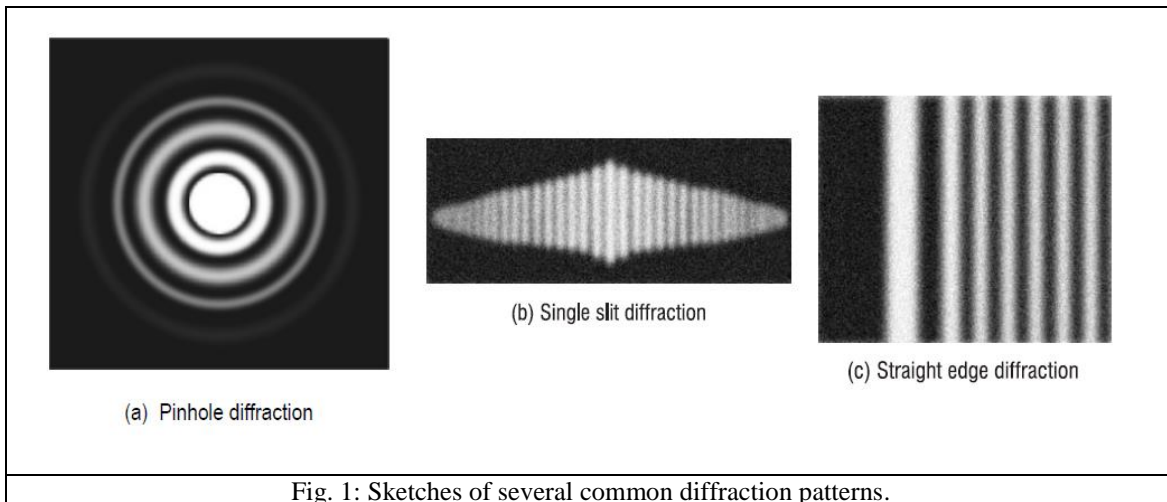 (a) Pinhole diffraction
(b) Single slit diffraction
(c) Straight edge diffraction
Fig. 1: Sketches of several common diffraction patterns.